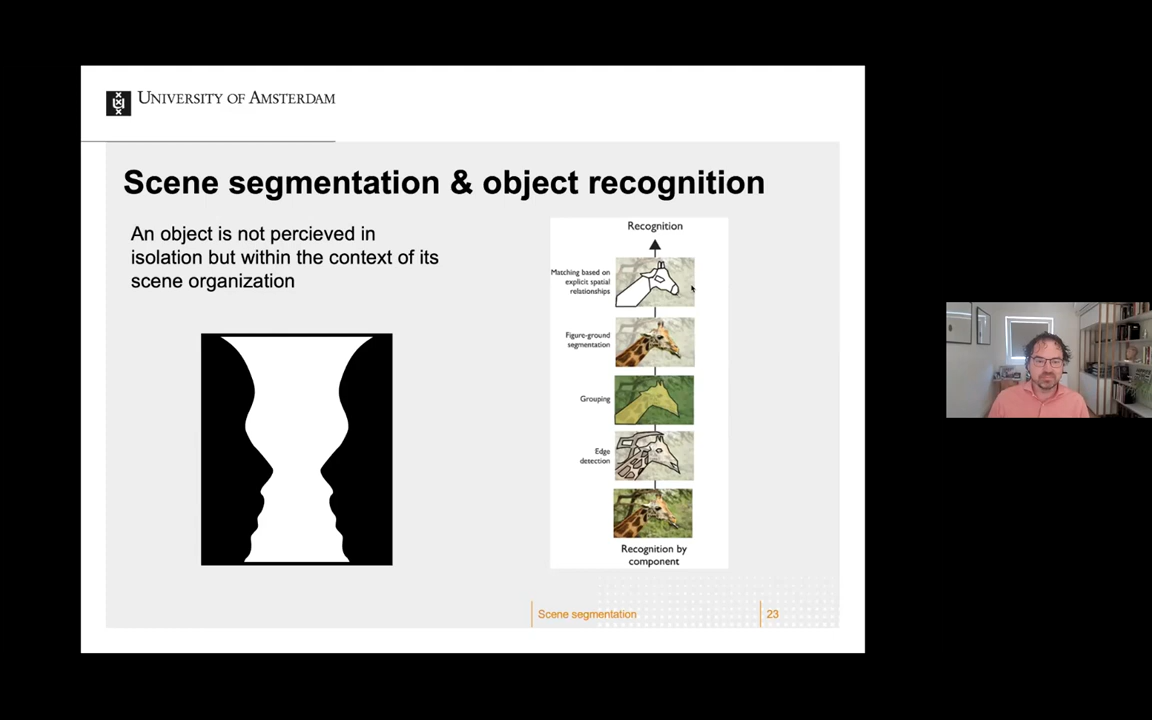 UNIVERSITY OF AMSTERDAM
Scene segmentation & object recognition
An object is not percieved in
isolation but within the context of its
scene organization
Recognition
Matching based on
explicit spatial
relationships
Figure-ground
segmentation
Grouping
Edge
detection
Recognition by
component
Scene segmentation
23